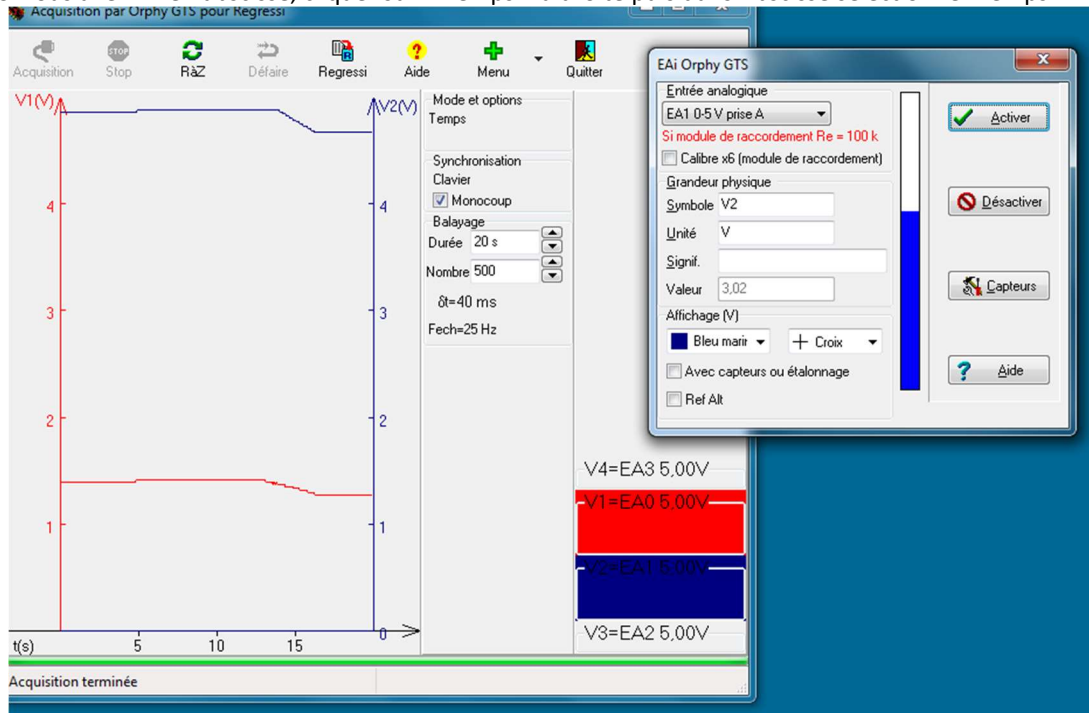 Acquisition par Orphy GTS pour Regressi
Acquisition Stop RàZ Défaire Regressi Aide Menu Quitter
V1(V) V2(V)
4 4
3 3
2 2
1 1
0
t(s) 5 10 15
Mode et options
Temps
Synchronisation
Clavier
Monocoup
Balayage
Durée 20 s
Nombre 500
δt=40 ms
Fech=25 Hz
V4=EA3 5,00V
V1=EA0 5,00V
V2=EA1 5,00V
V3=EA2 5,00V
Acquisition terminée
EAi Orphy GTS
Entrée analogique
EA1 0-5 V prise A
Si module de raccordement Re = 100 k
Calibre x6 (module de raccordement)
Grandeur physique
Symbole V2
Unité V
Signif.
Valeur 3,02
Affichage (V)
Bleu marir Croix
Avec capteurs ou étalonnage
Ref Alt
Activer
Désactiver
Capteurs
Aide